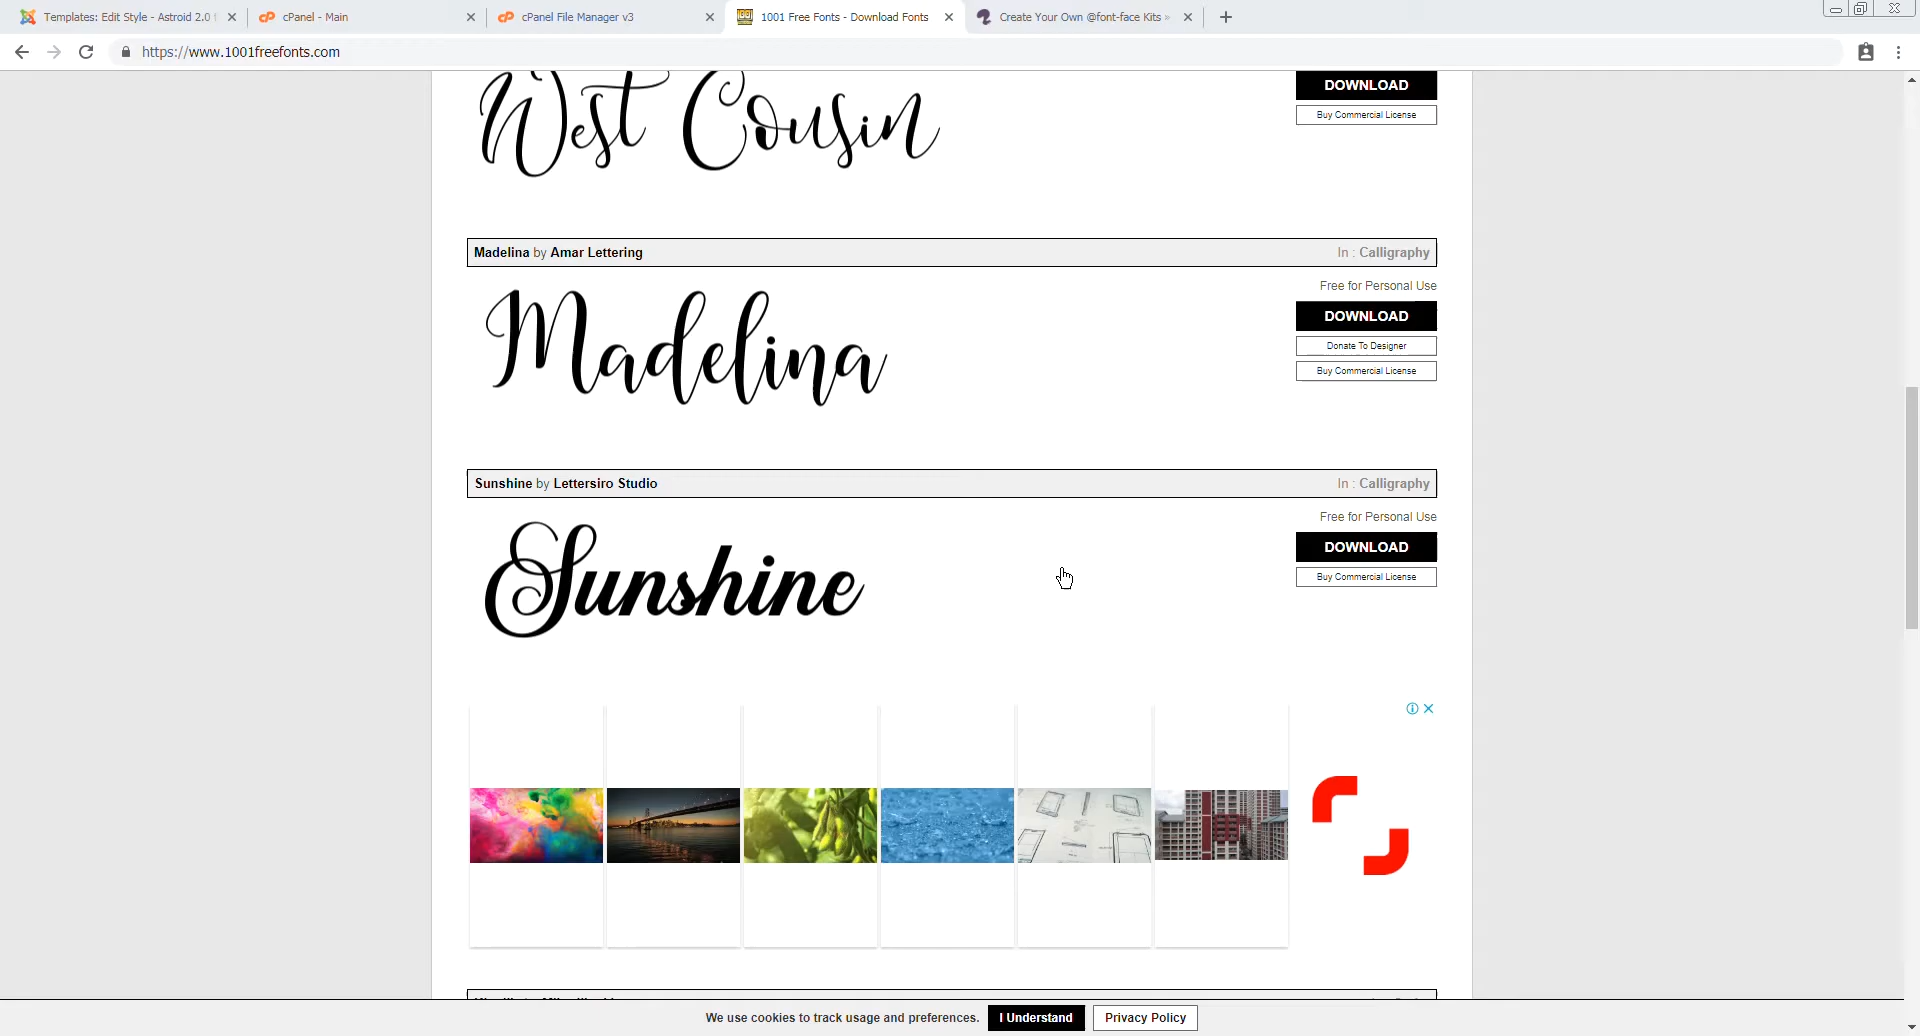 Templates: Edit Style - Astroid 2.0
cPanel - Main
cPanel File Manager v3
1001 Free Fonts - Download Fonts
Create Your Own @font-face Kits »
https://www.1001freefonts.com
West Cousin
DOWNLOAD
Buy Commercial License
Madelina by Amar Lettering
In : Calligraphy
Madelina
Free for Personal Use
DOWNLOAD
Donate To Designer
Buy Commercial License
Sunshine by Lettersiro Studio
In : Calligraphy
Sunshine
Free for Personal Use
DOWNLOAD
Buy Commercial License
We use cookies to track usage and preferences.
I Understand
Privacy Policy